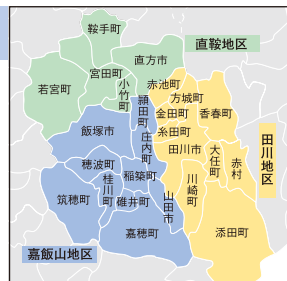 鞍手町
直鞍地区
直方市
宮田町
小竹町
若宮町
赤池町
方城町
頴田町
金田町
香春町
飯塚市
庄内町
糸田町
田川市
大任町
赤村
田川地区
穂波町
桂川町
稲築町
川崎町
筑穂町
碓井町
山田市
嘉穂町
添田町
嘉飯山地区